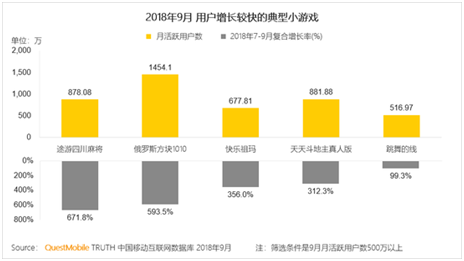 2018年9月 用户增长较快的典型小游戏
单位：万
月活跃用户数
2018年7-9月复合增长率(%)
2,000
1,500
1,000
500
0
878.08
1454.1
677.81
881.88
516.97
途游四川麻将
俄罗斯方块1010
快乐祖玛
天天斗地主真人版
跳舞的线
0%
200%
400%
600%
800%
671.8%
593.5%
356.0%
312.3%
99.3%
Source： QuestMobile TRUTH 中国移动互联网数据库 2018年9月
注：筛选条件是9月月活跃用户数500万以上